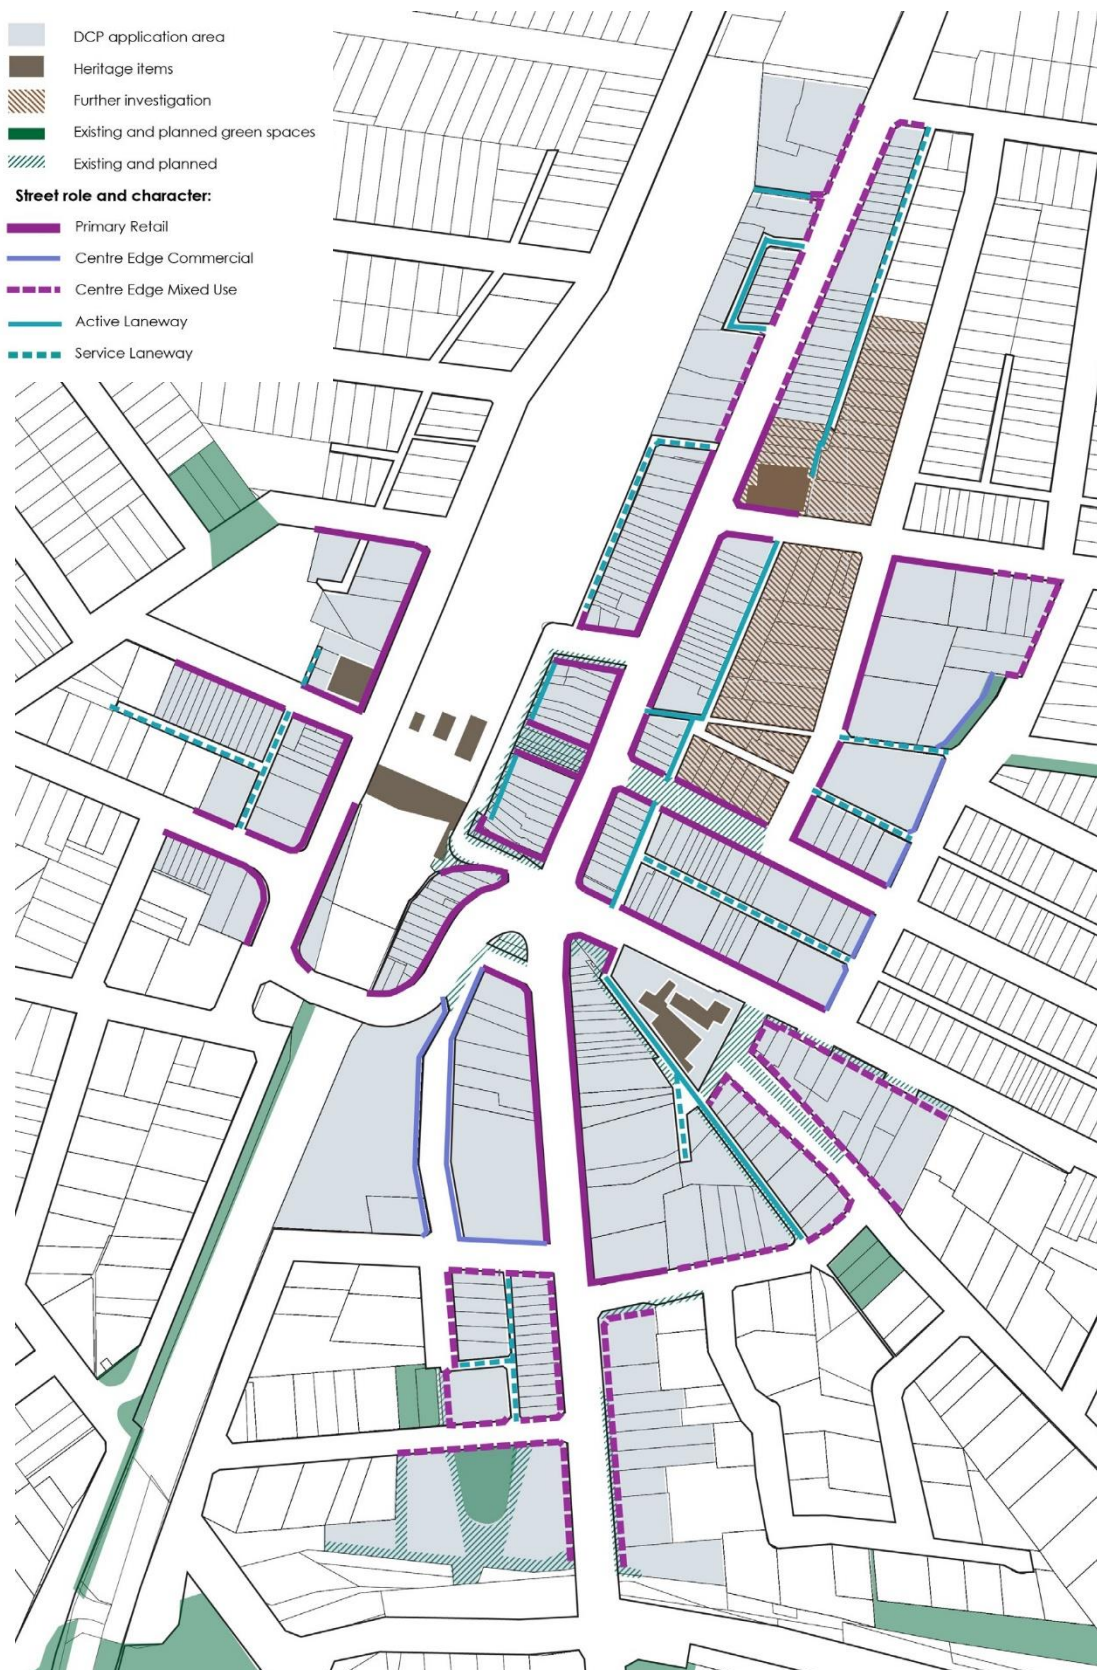 DCP application area
Heritage items
Further investigation
Existing and planned green spaces
Existing and planned
Street role and character:
Primary Retail
Centre Edge Commercial
Centre Edge Mixed Use
Active Laneway
Service Laneway